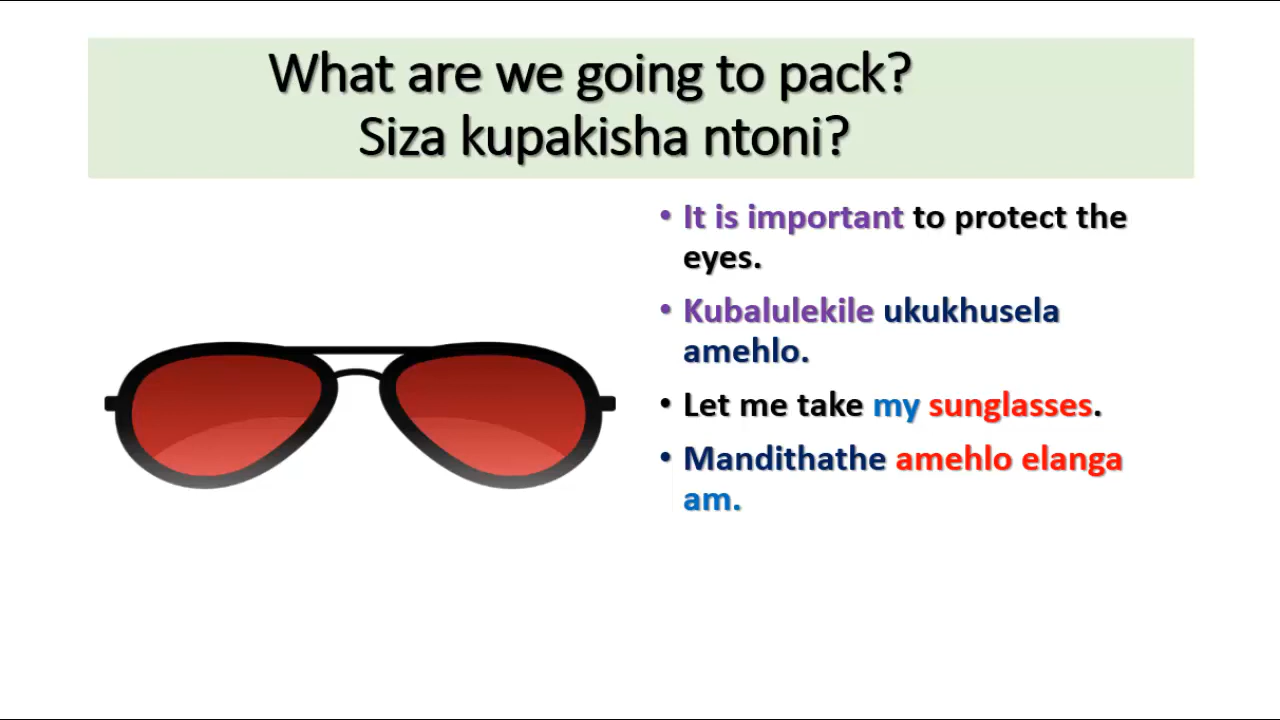 What are we going to pack?
Siza kupakisha ntoni?
• It is important to protect the
eyes.
• Kubalulekile ukukhusela
amehlo.
• Let me take my sunglasses.
• Mandithathe amehlo elanga
am.